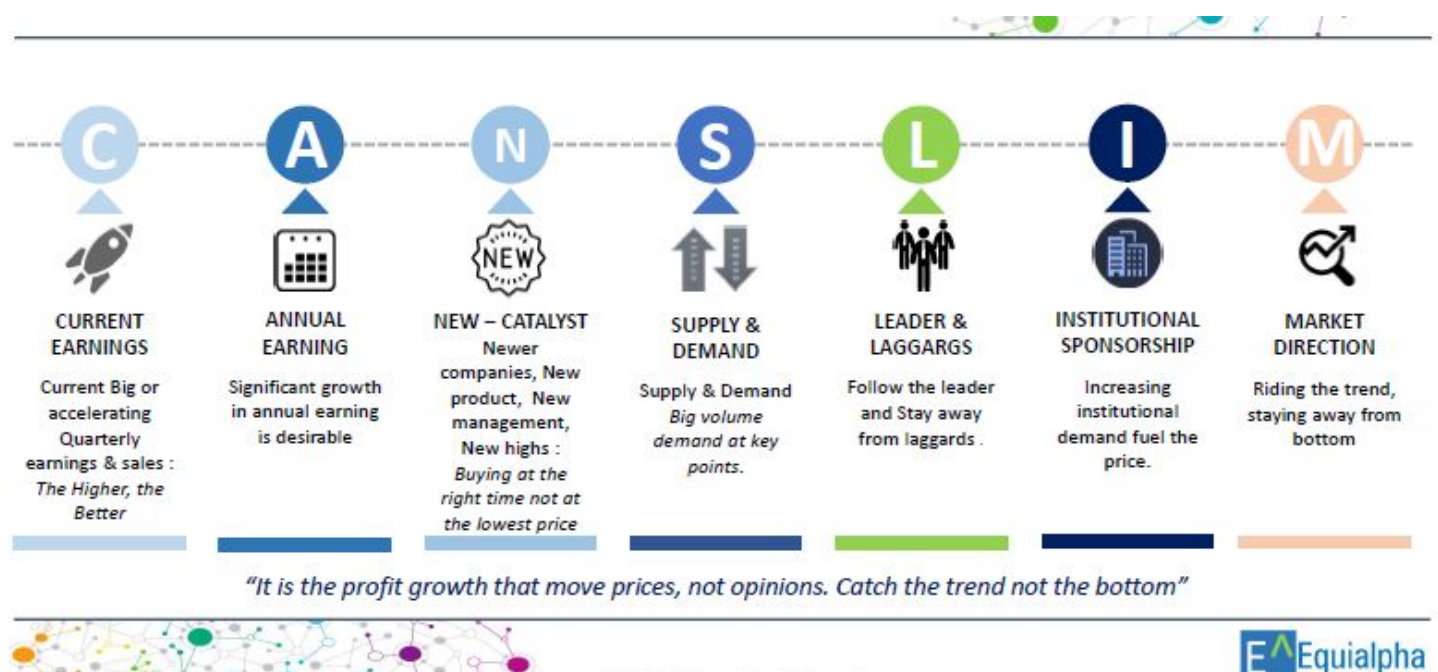 C
A
N
S
L
I
M
NEW
CURRENT
EARNINGS
Current Big or
accelerating
Quarterly
earnings & sales :
The Higher, the
Better
ANNUAL
EARNING
Significant growth
in annual earning
is desirable
NEW – CATALYST
Newer
companies, New
product, New
management,
New highs :
Buying at the
right time not at
the lowest price
SUPPLY &
DEMAND
Supply & Demand
Big volume
demand at key
points.
LEADER &
LAGGARGS
Follow the leader
and Stay away
from laggards .
INSTITUTIONAL
SPONSORSHIP
Increasing
institutional
demand fuel the
price.
MARKET
DIRECTION
Riding the trend,
staying away from
bottom
“It is the profit growth that move prices, not opinions. Catch the trend not the bottom”
E^ Equialpha